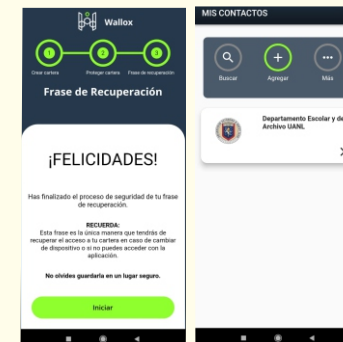 Wallox
1
2
3
Crear cartera
Proteger cartera
Frase de recuperación
Frase de Recuperación
¡FELICIDADES!
Has finalizado el proceso de seguridad de tu frase
de recuperación.
RECUERDA:
Esta frase es la única manera que tendrás de
recuperar el acceso a tu cartera en caso de cambiar
de dispositivo o si no puedes acceder con la
aplicación.
No olvides guardarla en un lugar seguro.
Iniciar
MIS CONTACTOS
Buscar
Agregar
Más
Departamento Escolar y de
Archivo UANL